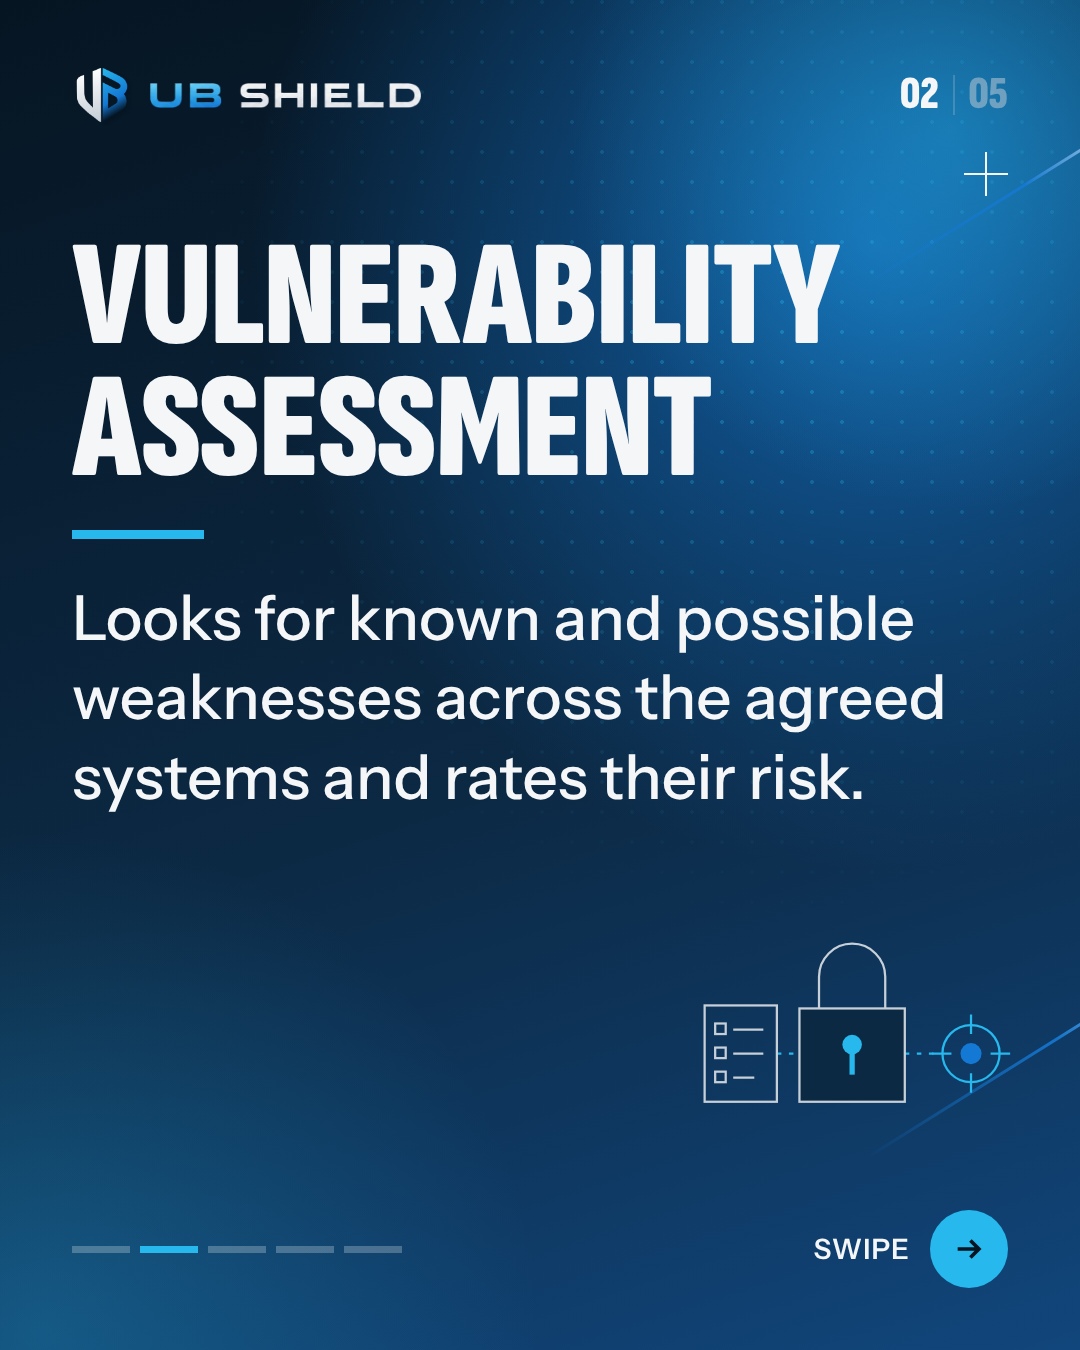 UB SHIELD
02 | 05
VULNERABILITY
ASSESSMENT
Looks for known and possible
weaknesses across the agreed
systems and rates their risk.
SWIPE